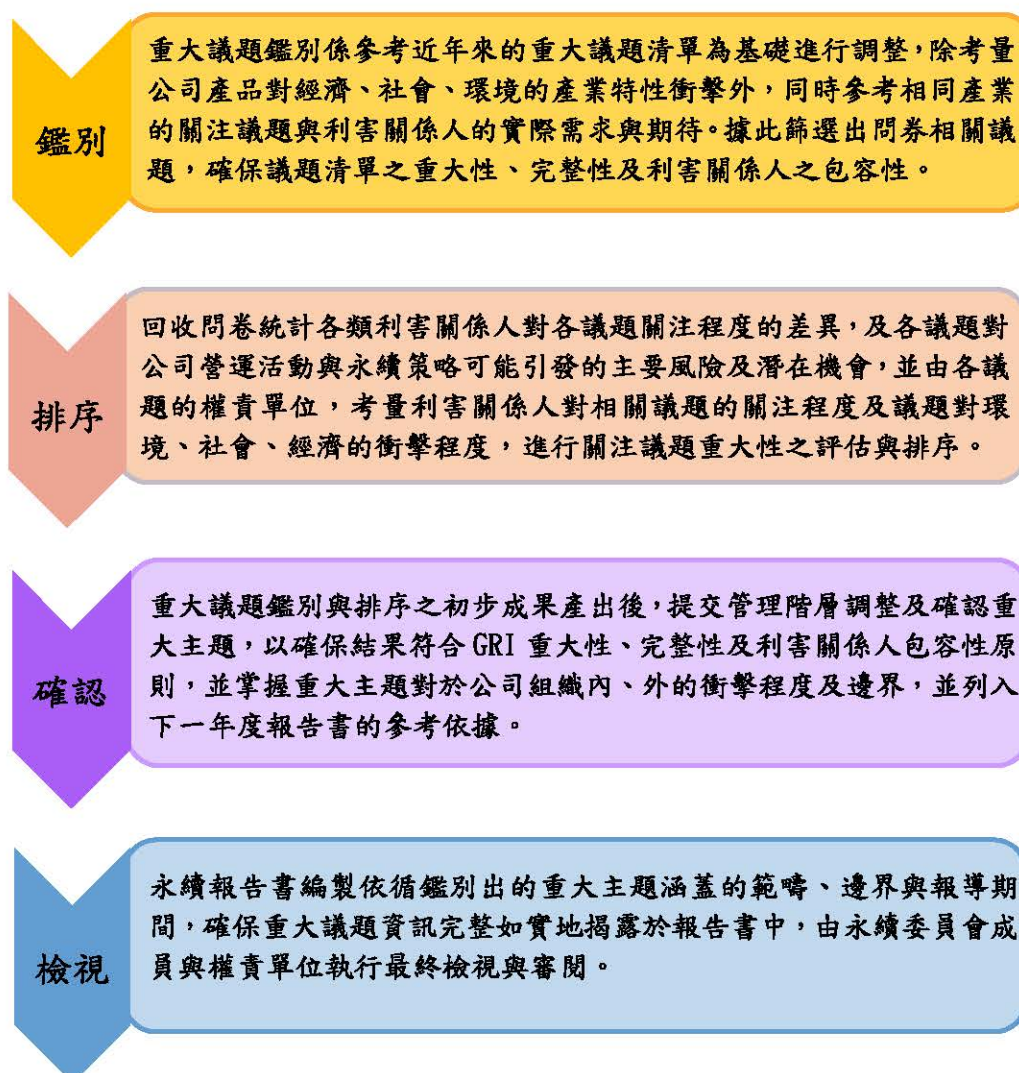 鑑別
重大議題鑑別係參考近年來的重大議題清單為基礎進行調整，除考量
公司產品對經濟、社會、環境的產業特性衝擊外，同時參考相同產業
的關注議題與利害關係人的實際需求與期待。據此篩選出問券相關議
題，確保議題清單之重大性、完整性及利害關係人之包容性。
排序
回收問卷統計各類利害關係人對各議題關注程度的差異，及各議題對
公司營運活動與永續策略可能引發的主要風險及潛在機會，並由各議
題的權責單位，考量利害關係人對相關議題的關注程度及議題對環
境、社會、經濟的衝擊程度，進行關注議題重大性之評估與排序。
確認
重大議題鑑別與排序之初步成果產出後，提交管理階層調整及確認重
大主題，以確保結果符合 GRI 重大性、完整性及利害關係人包容性原
則，並掌握重大主題對於公司組織內、外的衝擊程度及邊界，並列入
下一年度報告書的參考依據。
檢視
永續報告書編製依循鑑別出的重大主題涵蓋的範疇、邊界與報導期
間，確保重大議題資訊完整如實地揭露於報告書中，由永續委員會成
員與權責單位執行最終檢視與審閱。